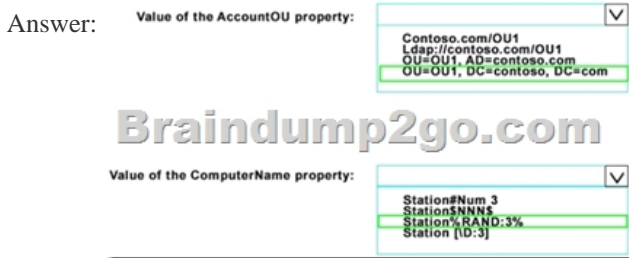 Answer:
Value of the AccountOU property:
Contoso.com/OU1
Ldap://contoso.com/OU1
OU=OU1, AD=contoso.com
OU=OU1, DC=contoso, DC=com
Braindump2go.com
Value of the ComputerName property:
Station#Num 3
Station$NNN$
Station%RAND:3%
Station [\D:3]